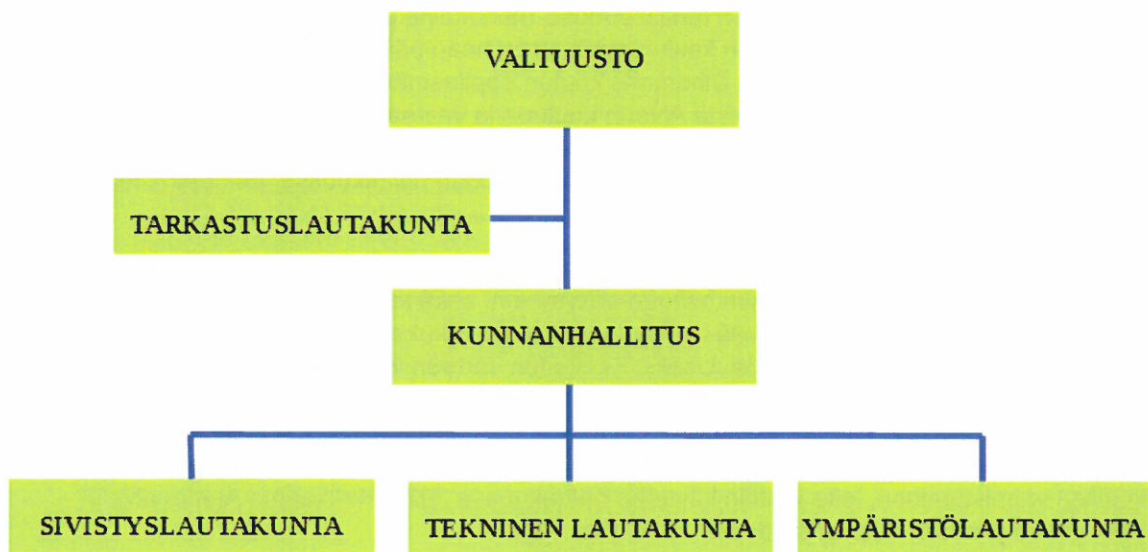 VALTUUSTO
TARKASTUSLAUTAKUNTA
KUNNANHALLITUS
SIVISTYSLAUTAKUNTA
TEKNINEN LAUTAKUNTA
YMPÄRISTÖLAUTAKUNTA